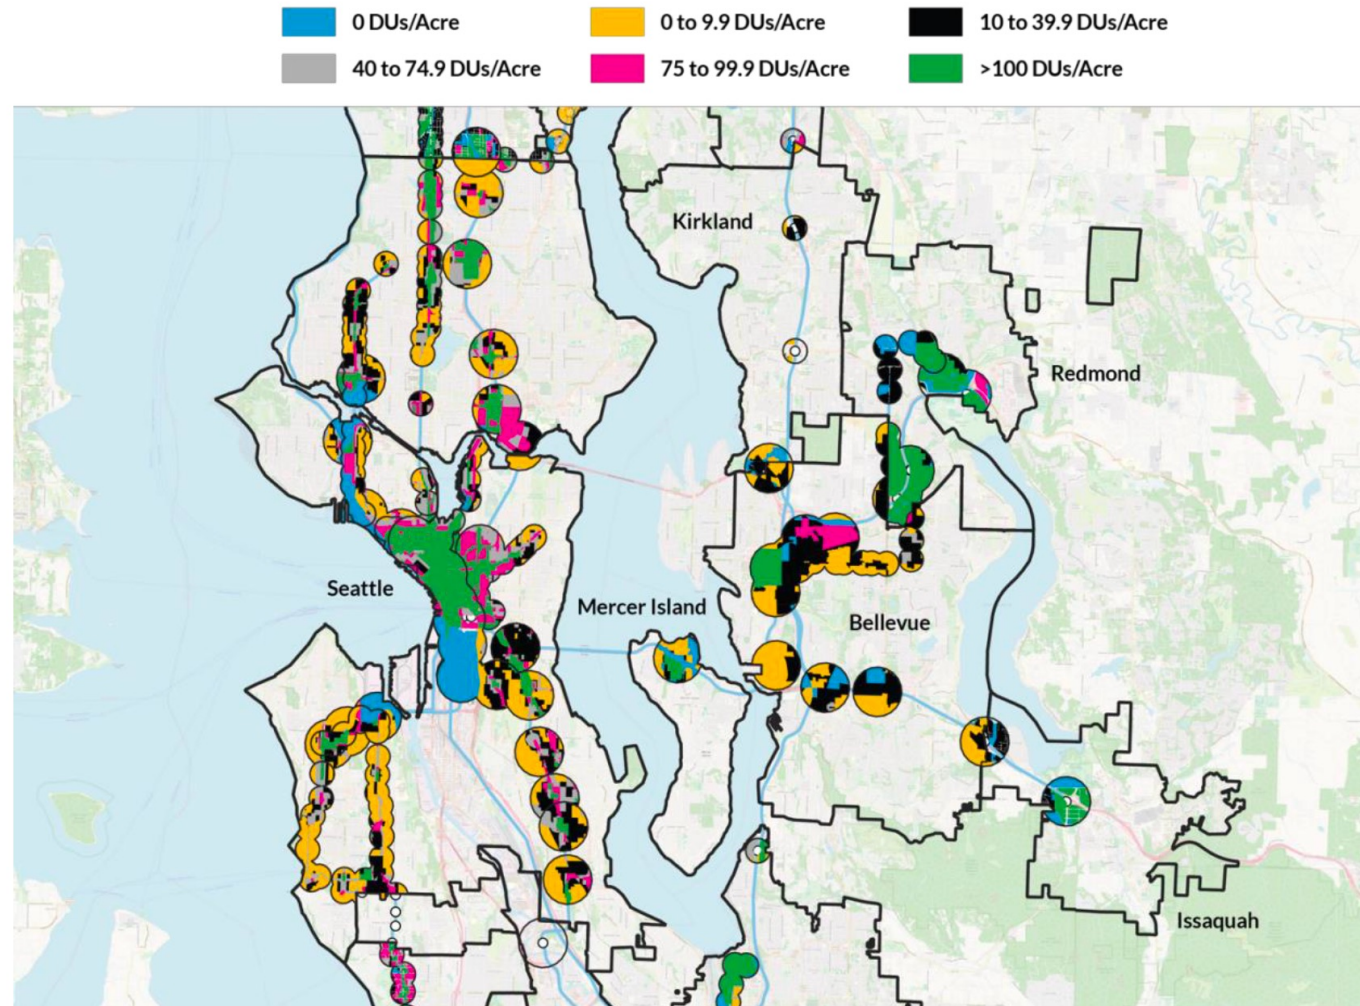 0 DUs/Acre 0 to 9.9 DUs/Acre 10 to 39.9 DUs/Acre
40 to 74.9 DUs/Acre 75 to 99.9 DUs/Acre >100 DUs/Acre
Kirkland
Redmond
Seattle
Mercer Island
Bellevue
Issaquah